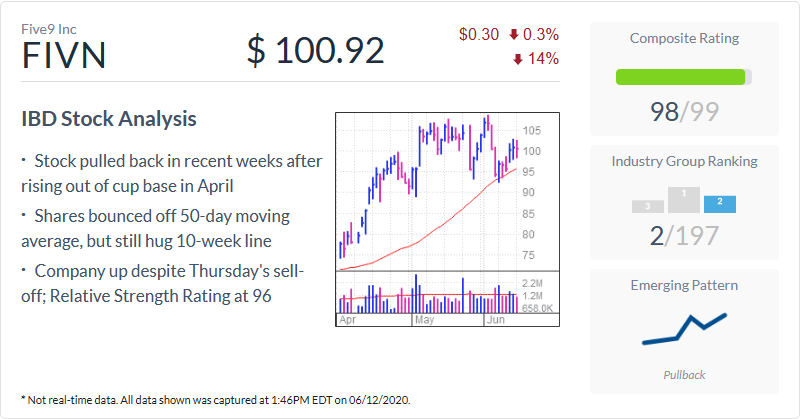 Five9 Inc
FIVN
$ 100.92
$0.30 0.3%
14%
IBD Stock Analysis
· Stock pulled back in recent weeks after
rising out of cup base in April
· Shares bounced off 50-day moving
average, but still hug 10-week line
· Company up despite Thursday's sell-
off; Relative Strength Rating at 96
105
100
95
90
85
80
75
2.2M
1.2M
658.0K
Apr May Jun
Composite Rating
98/99
Industry Group Ranking
3 1 2
2/197
Emerging Pattern
Pullback
* Not real-time data. All data shown was captured at 1:46PM EDT on 06/12/2020.